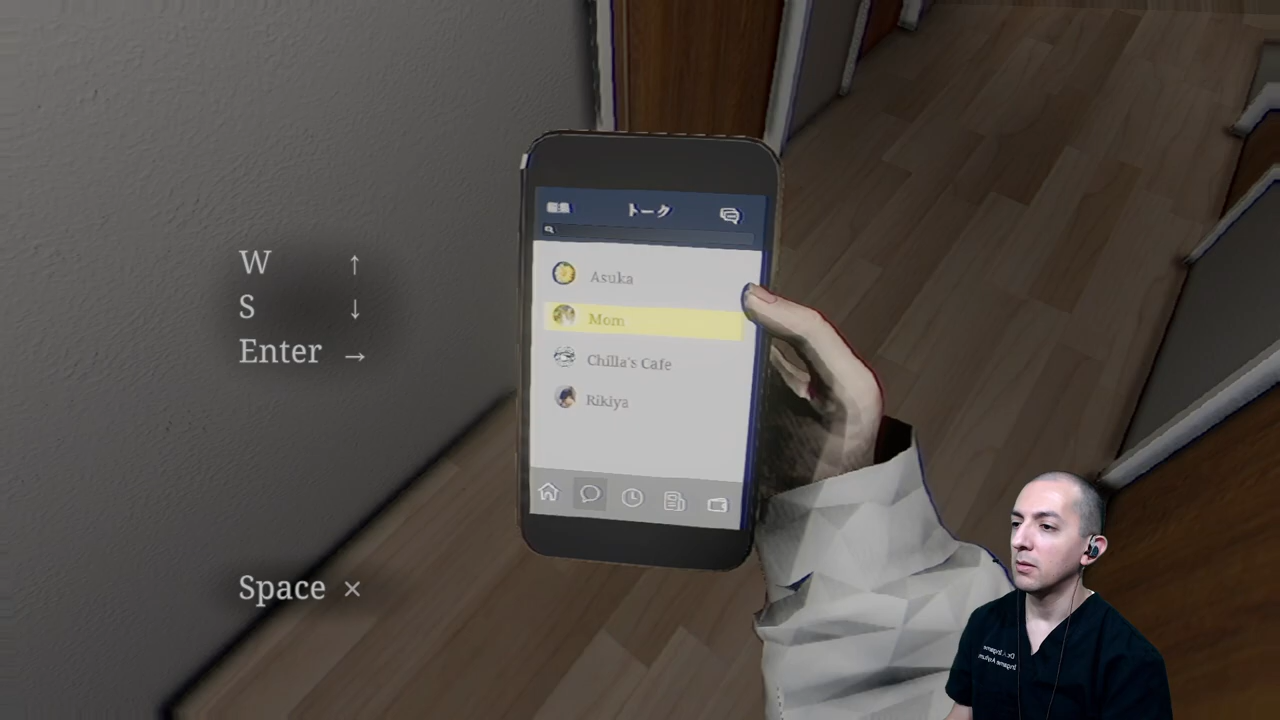 トーク
Asuka
Mom
Chilla's Cafe
Rikiya
W ↑
S ↓
Enter →
Space ×